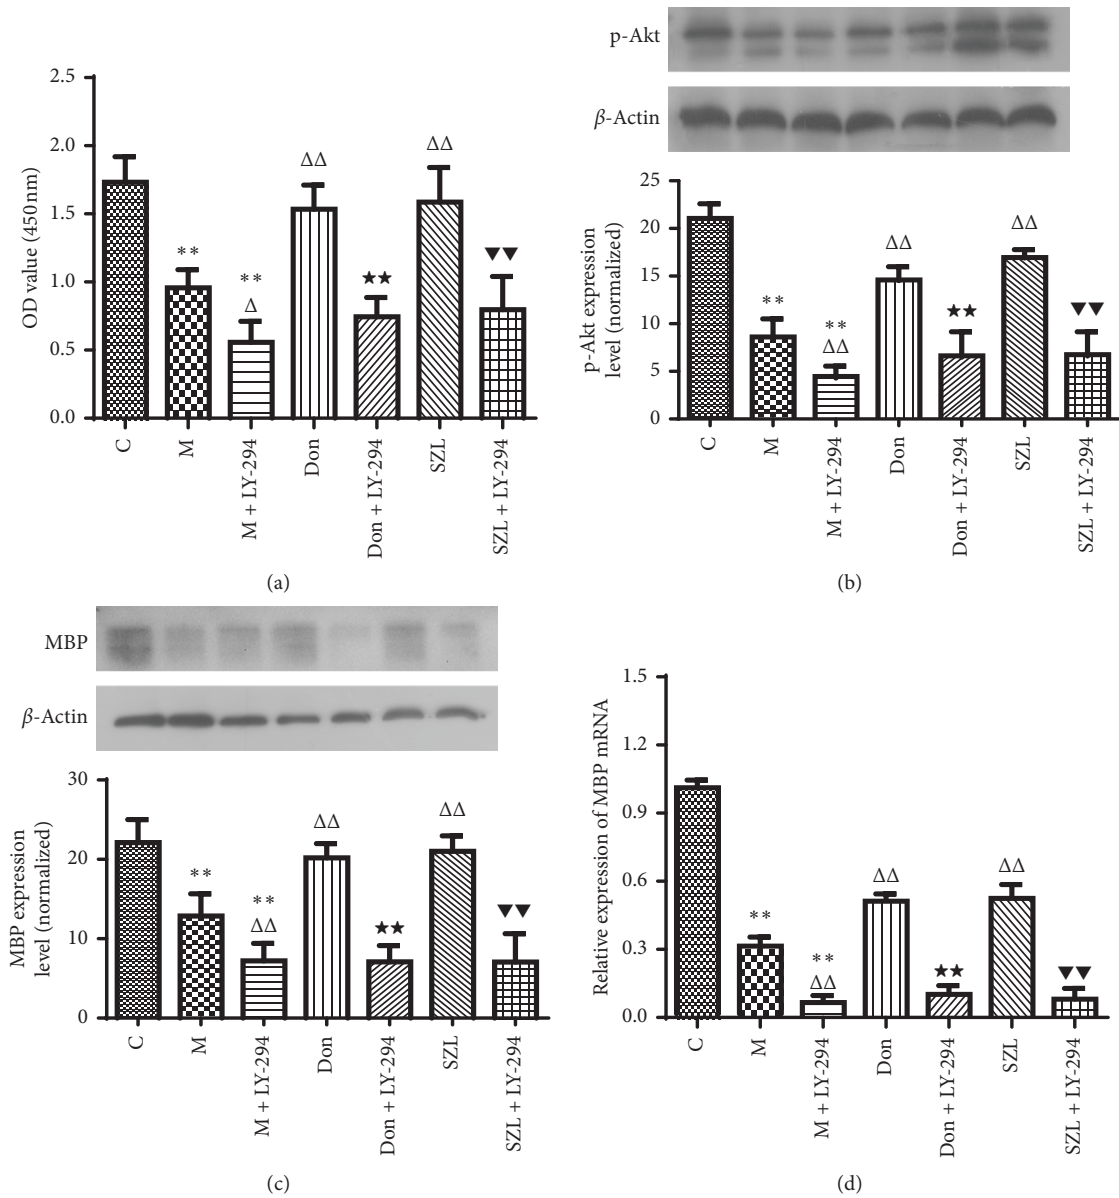 2.5
2.0
1.5
1.0
0.5
0.0
OD value (450 nm)
**
**
Δ
ΔΔ
★★
ΔΔ
▼▼
C
M
M + LY-294
Don
Don + LY-294
SZL
SZL + LY-294
(a)
p-Akt
β-Actin
25
20
15
10
5
0
p-Akt expression
level (normalized)
**
**
ΔΔ
ΔΔ
★★
ΔΔ
▼▼
C
M
M + LY-294
Don
Don + LY-294
SZL
SZL + LY-294
(b)
MBP
β-Actin
30
20
10
0
MBP expression
level (normalized)
**
**
ΔΔ
ΔΔ
★★
ΔΔ
▼▼
C
M
M + LY-294
Don
Don + LY-294
SZL
SZL + LY-294
(c)
1.5
1.2
0.9
0.6
0.3
0.0
Relative expression of MBP mRNA
**
**
ΔΔ
ΔΔ
★★
ΔΔ
▼▼
C
M
M + LY-294
Don
Don + LY-294
SZL
SZL + LY-294
(d)